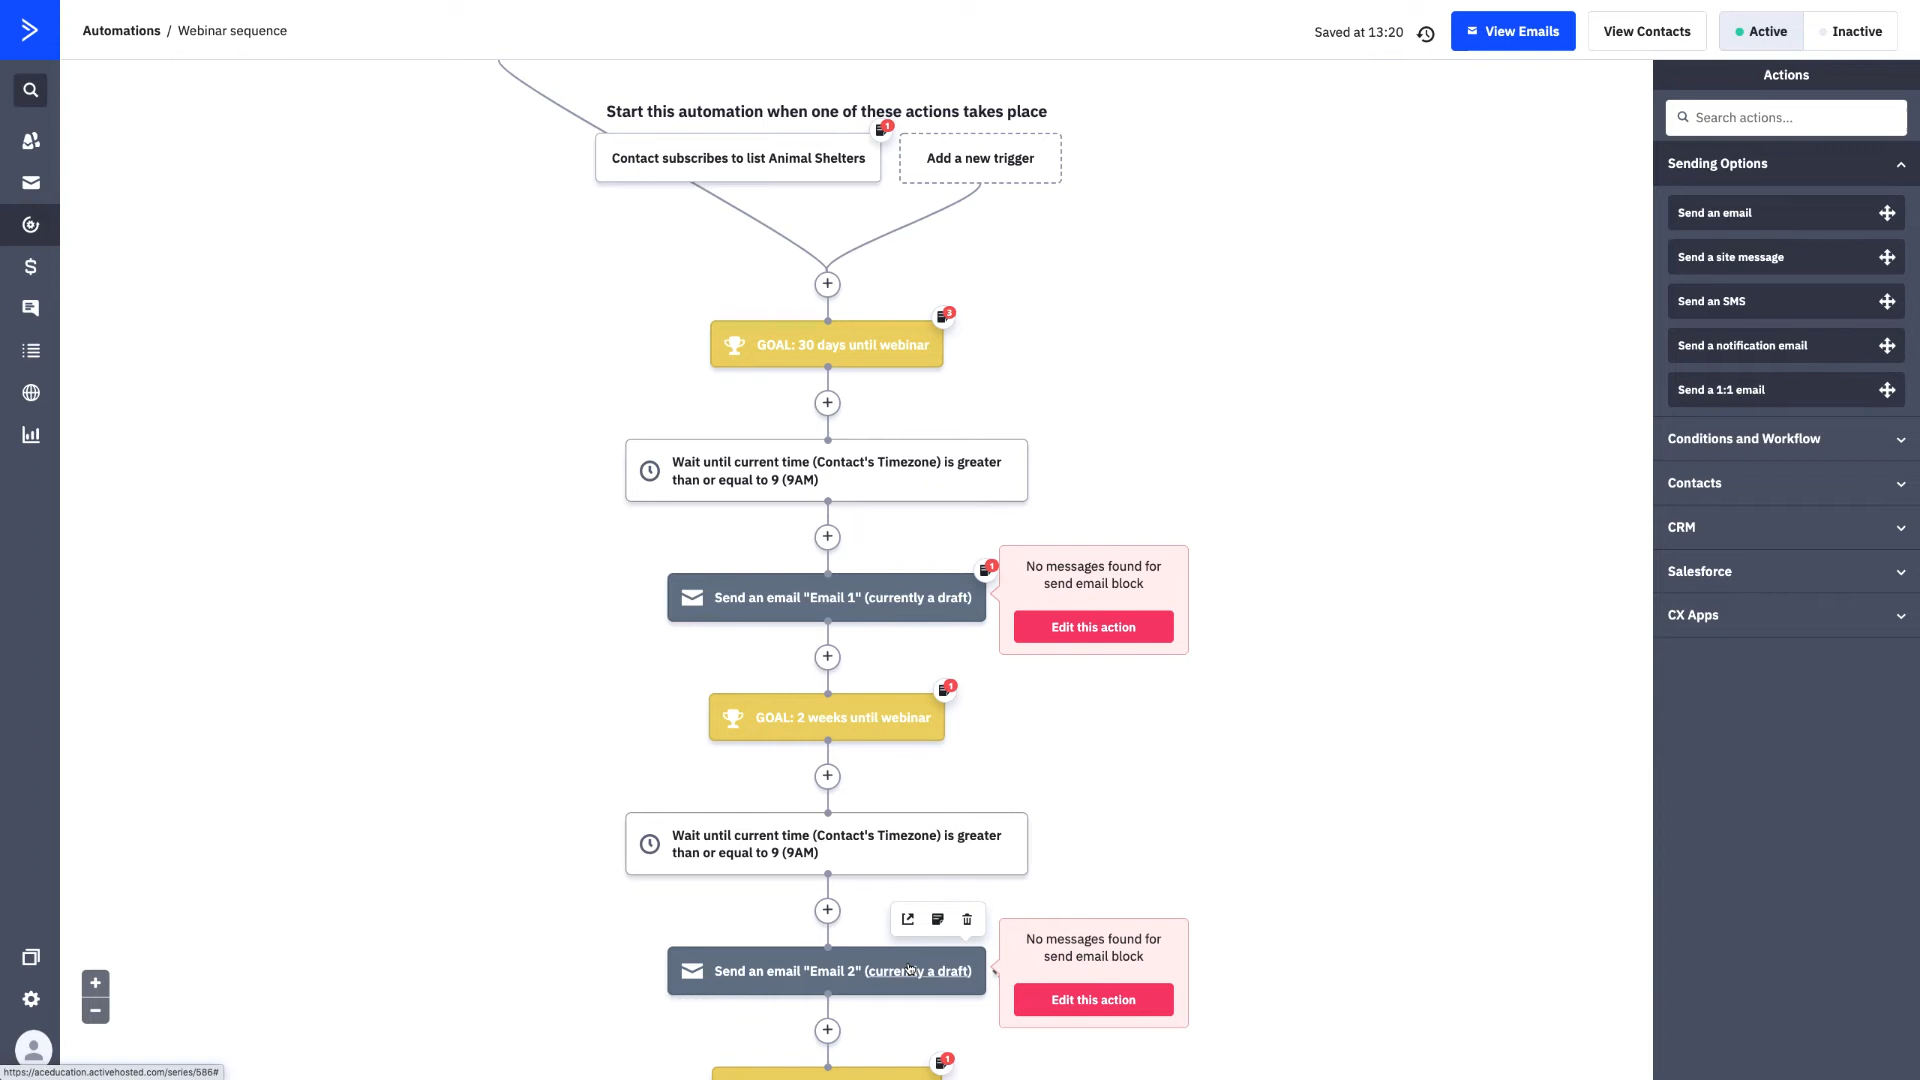 Automations / Webinar sequence
Saved at 13:20
View Emails
View Contacts
Active
Inactive
Start this automation when one of these actions takes place
1
Contact subscribes to list Animal Shelters
Add a new trigger
3
GOAL: 30 days until webinar
Wait until current time (Contact's Timezone) is greater
than or equal to 9 (9AM)
1
Send an email "Email 1" (currently a draft)
No messages found for
send email block
Edit this action
1
GOAL: 2 weeks until webinar
Wait until current time (Contact's Timezone) is greater
than or equal to 9 (9AM)
Send an email "Email 2" (currently a draft)
No messages found for
send email block
Edit this action
1
Actions
Search actions...
Sending Options
Send an email
Send a site message
Send an SMS
Send a notification email
Send a 1:1 email
Conditions and Workflow
Contacts
CRM
Salesforce
CX Apps
https://aceducation.activehosted.com/series/586#